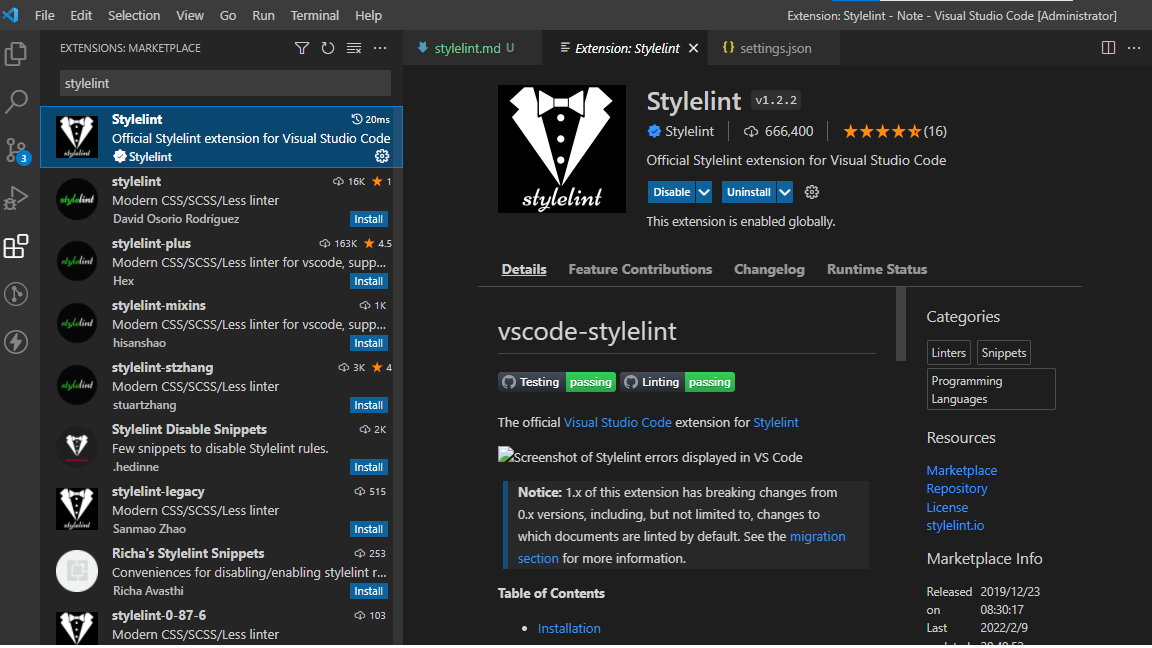 File Edit Selection View Go Run Terminal Help
Extension: Stylelint - Note - Visual Studio Code [Administrator]
EXTENSIONS: MARKETPLACE
stylelint
3
Stylelint 20ms
Official Stylelint extension for Visual Studio Code
Stylelint
stylelint 16K 1
Modern CSS/SCSS/Less linter
David Osorio Rodríguez Install
stylelint-plus 163K 4.5
Modern CSS/SCSS/Less linter for vscode, supp...
Hex Install
stylelint-mixins 1K
Modern CSS/SCSS/Less linter for vscode, supp...
hisanshao Install
stylelint-stzhang 3K 4
Modern CSS/SCSS/Less linter
stuartzhang Install
Stylelint Disable Snippets 2K
Few snippets to disable Stylelint rules.
.hedinne Install
stylelint-legacy 515
Modern CSS/SCSS/Less linter
Sanmao Zhao Install
Richa's Stylelint Snippets 253
Conveniences for disabling/enabling stylelint r...
Richa Avasthi Install
stylelint-0-87-6 103
Modern CSS/SCSS/Less linter
stylelint.md U
Extension: Stylelint
{} settings.json
stylelint
Stylelint v1.2.2
Stylelint 666,400 (16)
Official Stylelint extension for Visual Studio Code
Disable Uninstall
This extension is enabled globally.
Details Feature Contributions Changelog Runtime Status
vscode-stylelint
Testing passing Linting passing
The official Visual Studio Code extension for Stylelint
Screenshot of Stylelint errors displayed in VS Code
Notice: 1.x of this extension has breaking changes from
0.x versions, including, but not limited to, changes to
which documents are linted by default. See the migration
section for more information.
Table of Contents
• Installation
Categories
Linters Snippets
Programming
Languages
Resources
Marketplace
Repository
License
stylelint.io
Marketplace Info
Released 2019/12/23
on 08:30:17
Last 2022/2/9